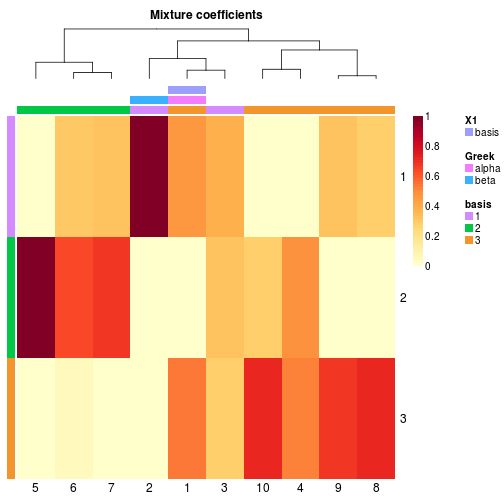 Mixture coefficients
1
0.8
0.6
0.4
0.2
0
X1
basis
Greek
alpha
beta
basis
1
2
3
1
2
3
5 6 7 2 1 3 10 4 9 8